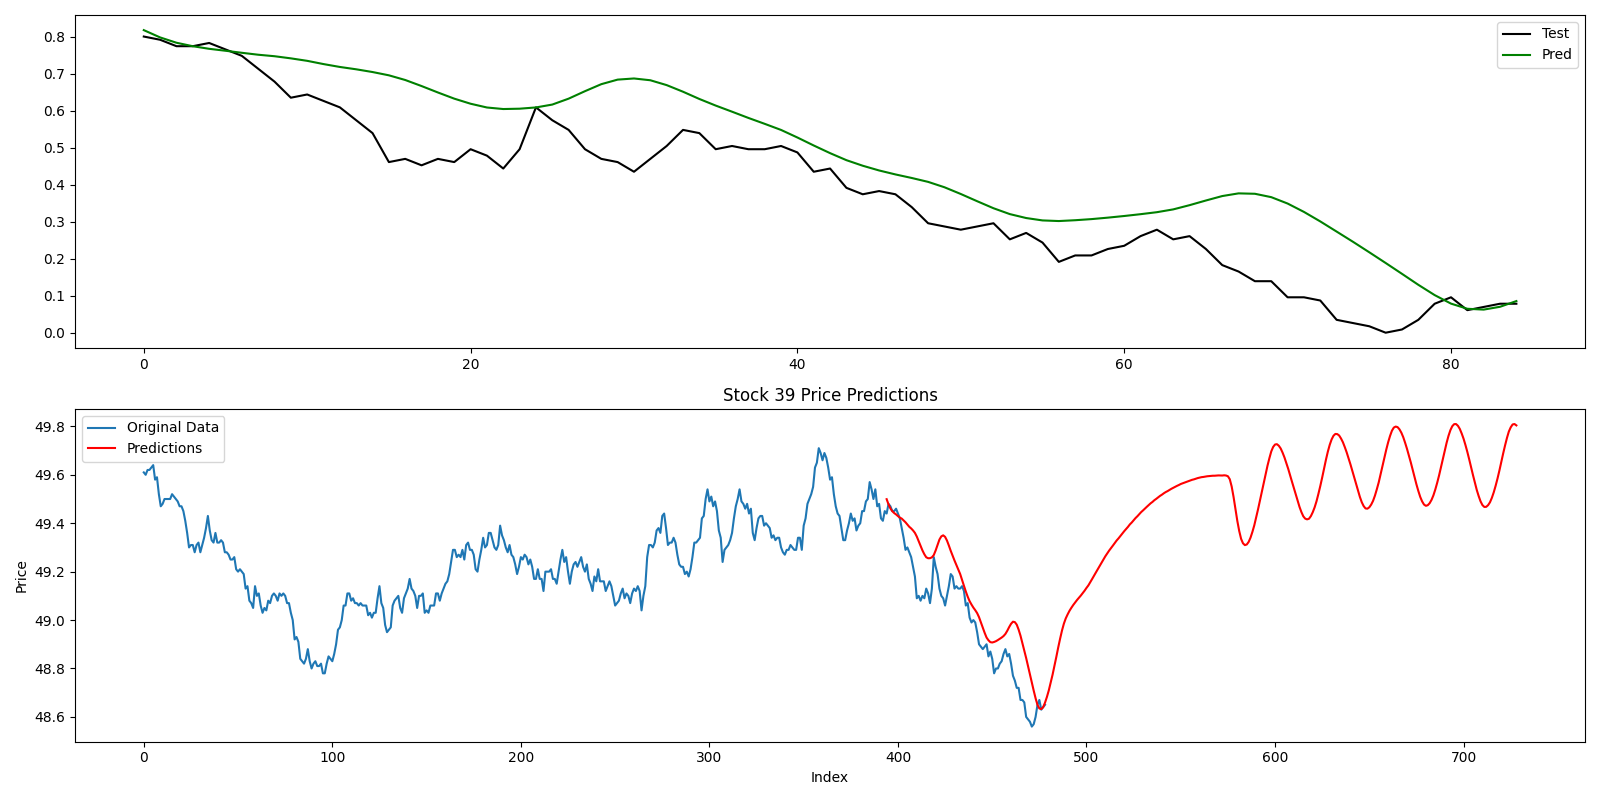 0.8
0.7
0.6
0.5
0.4
0.3
0.2
0.1
0.0
Test
Pred
0 20 40 60 80
Stock 39 Price Predictions
49.8
49.6
49.4
49.2
49.0
48.8
48.6
Price
Original Data
Predictions
0 100 200 300 400 500 600 700
Index